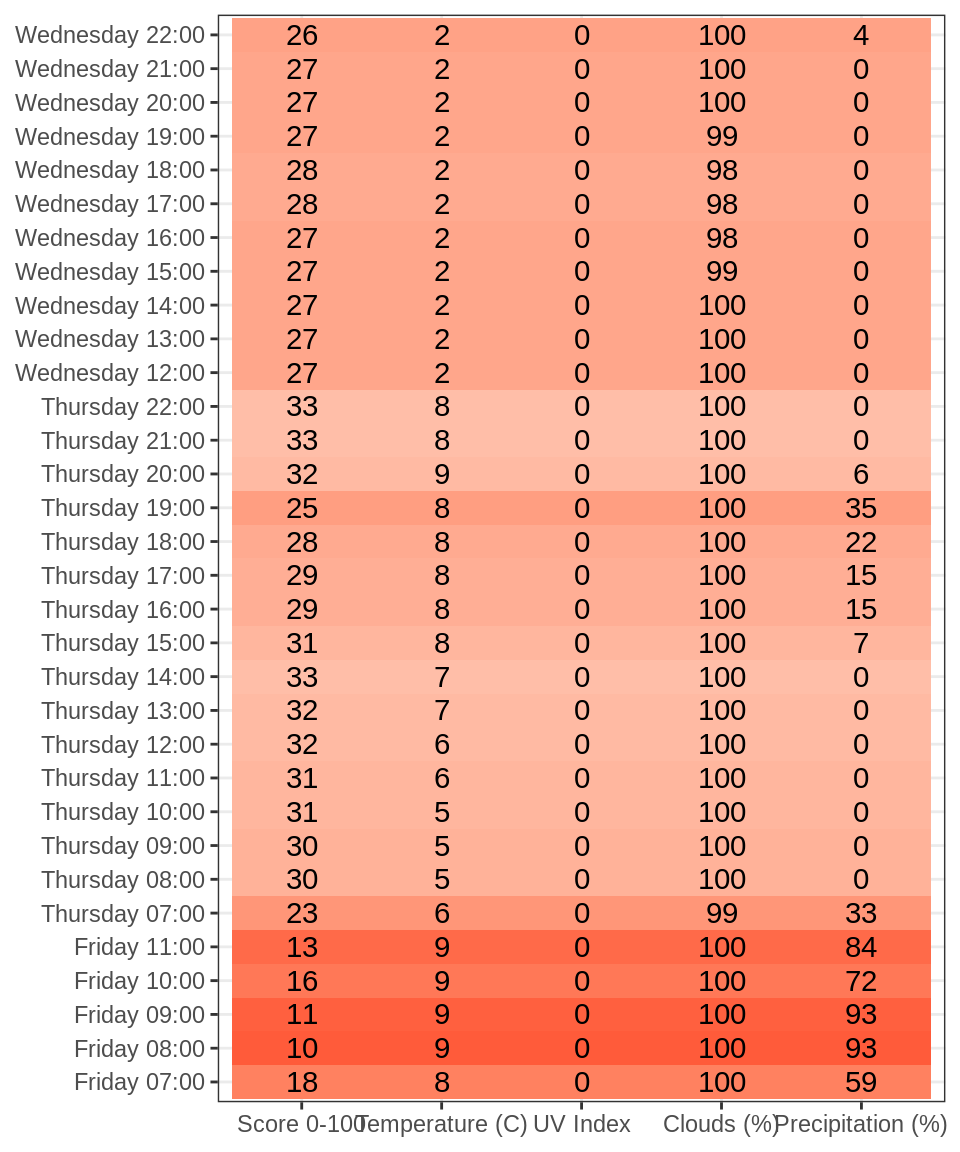 Wednesday 22:00 26 2 0 100 4
Wednesday 21:00 27 2 0 100 0
Wednesday 20:00 27 2 0 100 0
Wednesday 19:00 27 2 0 99 0
Wednesday 18:00 28 2 0 98 0
Wednesday 17:00 28 2 0 98 0
Wednesday 16:00 27 2 0 98 0
Wednesday 15:00 27 2 0 99 0
Wednesday 14:00 27 2 0 100 0
Wednesday 13:00 27 2 0 100 0
Wednesday 12:00 27 2 0 100 0
Thursday 22:00 33 8 0 100 0
Thursday 21:00 33 8 0 100 0
Thursday 20:00 32 9 0 100 6
Thursday 19:00 25 8 0 100 35
Thursday 18:00 28 8 0 100 22
Thursday 17:00 29 8 0 100 15
Thursday 16:00 29 8 0 100 15
Thursday 15:00 31 8 0 100 7
Thursday 14:00 33 7 0 100 0
Thursday 13:00 32 7 0 100 0
Thursday 12:00 32 6 0 100 0
Thursday 11:00 31 6 0 100 0
Thursday 10:00 31 5 0 100 0
Thursday 09:00 30 5 0 100 0
Thursday 08:00 30 5 0 100 0
Thursday 07:00 23 6 0 99 33
Friday 11:00 13 9 0 100 84
Friday 10:00 16 9 0 100 72
Friday 09:00 11 9 0 100 93
Friday 08:00 10 9 0 100 93
Friday 07:00 18 8 0 100 59
Score 0-100 Temperature (C) UV Index Clouds (%) Precipitation (%)